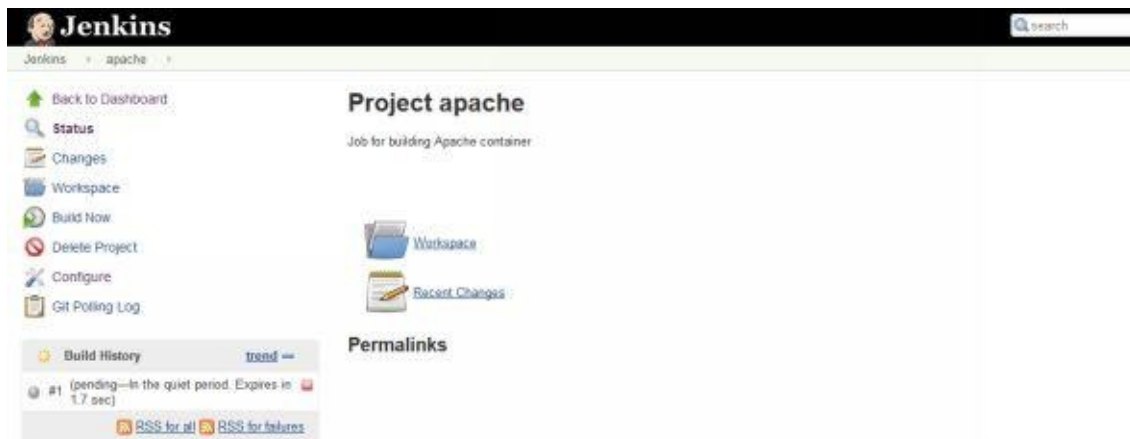 Jenkins
search
Jenkins apache
Back to Dashboard
Status
Changes
Workspace
Build Now
Delete Project
Configure
Git Polling Log
Build History trend
#1 (pending—In the quiet period. Expires in
1.7 sec)
RSS for all RSS for failures
Project apache
Job for building Apache container
Workspace
Recent Changes
Permalinks